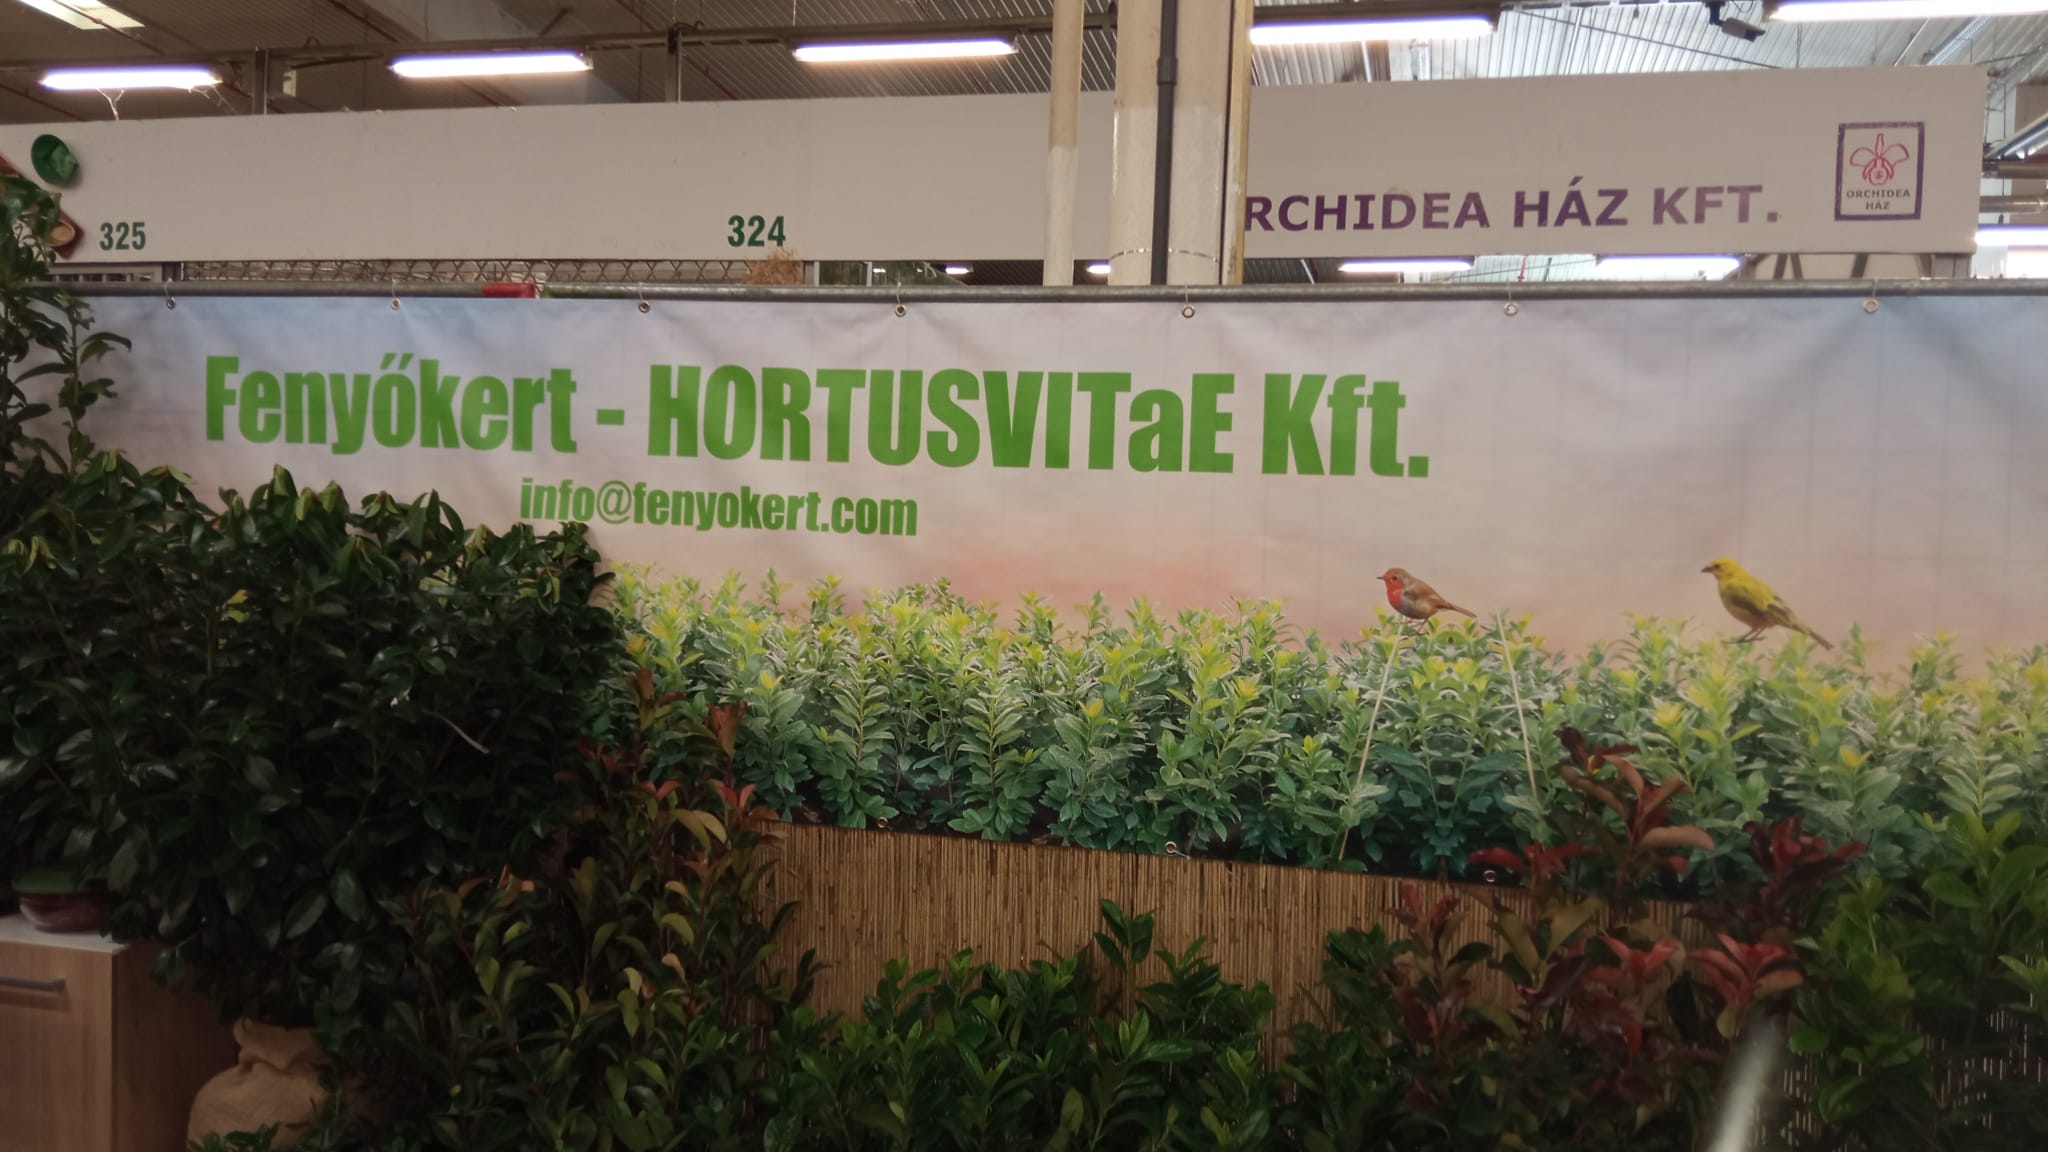 325
324
RCHIDEA HÁZ KFT.
ORCHIDEA
HÁZ
Fenyőkert - HORTUSVITaE Kft.
info@fenyokert.com